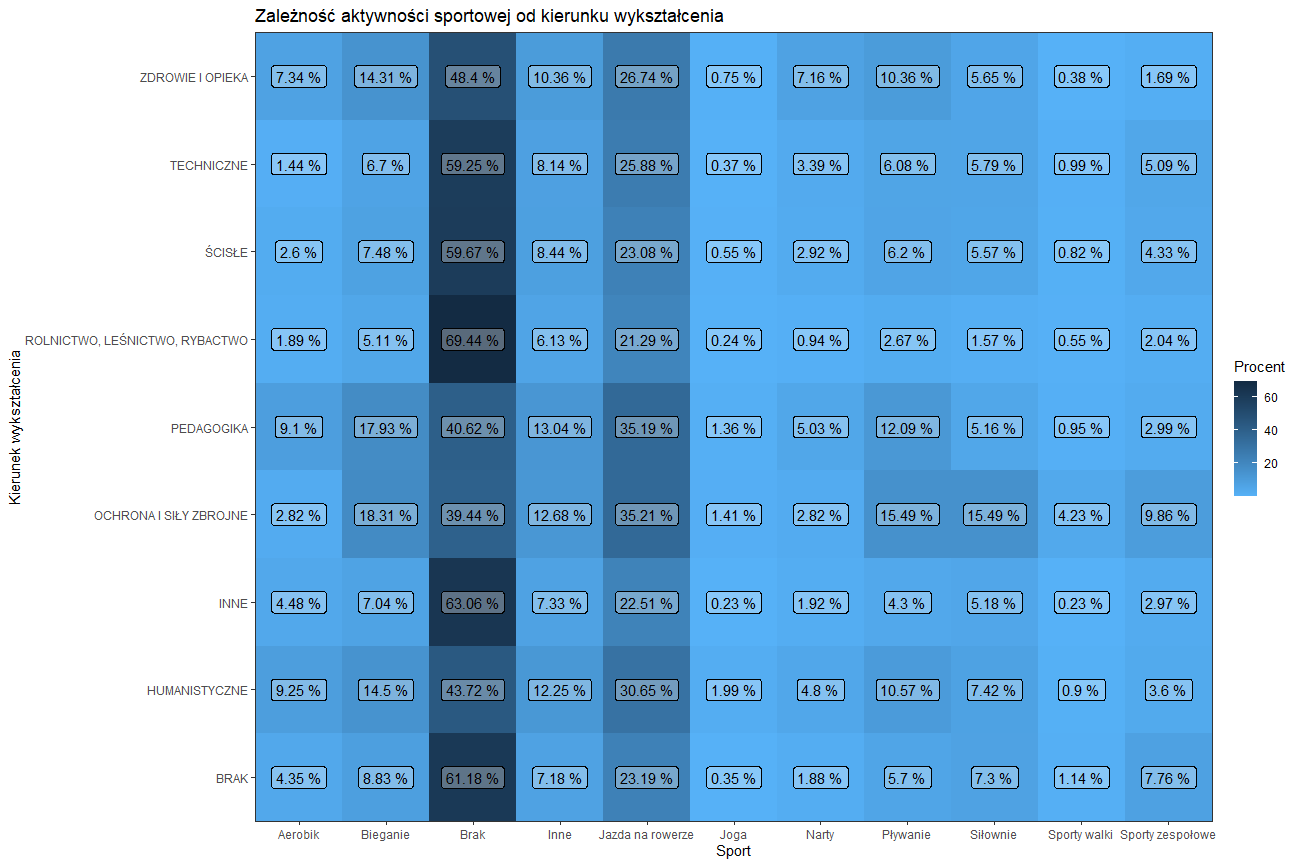 Zależność aktywności sportowej od kierunku wykształcenia
Kierunek wykształcenia
ZDROWIE I OPIEKA 7.34 % 14.31 % 48.4 % 10.36 % 26.74 % 0.75 % 7.16 % 10.36 % 5.65 % 0.38 % 1.69 %
TECHNICZNE 1.44 % 6.7 % 59.25 % 8.14 % 25.88 % 0.37 % 3.39 % 6.08 % 5.79 % 0.99 % 5.09 %
ŚCISŁE 2.6 % 7.48 % 59.67 % 8.44 % 23.08 % 0.55 % 2.92 % 6.2 % 5.57 % 0.82 % 4.33 %
ROLNICTWO, LEŚNICTWO, RYBACTWO 1.89 % 5.11 % 69.44 % 6.13 % 21.29 % 0.24 % 0.94 % 2.67 % 1.57 % 0.55 % 2.04 %
PEDAGOGIKA 9.1 % 17.93 % 40.62 % 13.04 % 35.19 % 1.36 % 5.03 % 12.09 % 5.16 % 0.95 % 2.99 %
OCHRONA I SIŁY ZBROJNE 2.82 % 18.31 % 39.44 % 12.68 % 35.21 % 1.41 % 2.82 % 15.49 % 15.49 % 4.23 % 9.86 %
INNE 4.48 % 7.04 % 63.06 % 7.33 % 22.51 % 0.23 % 1.92 % 4.3 % 5.18 % 0.23 % 2.97 %
HUMANISTYCZNE 9.25 % 14.5 % 43.72 % 12.25 % 30.65 % 1.99 % 4.8 % 10.57 % 7.42 % 0.9 % 3.6 %
BRAK 4.35 % 8.83 % 61.18 % 7.18 % 23.19 % 0.35 % 1.88 % 5.7 % 7.3 % 1.14 % 7.76 %
Aerobik Bieganie Brak Inne Jazda na rowerze Joga Narty Pływanie Siłownie Sporty walki Sporty zespołowe
Sport
Procent
60
40
20